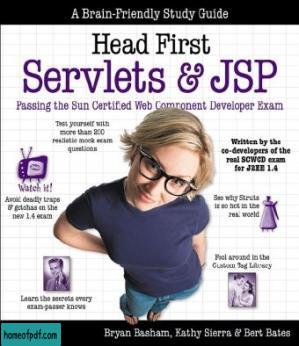 A Brain-Friendly Study Guide
Head First
Servlets & JSP
Passing the Sun Certified Web Component Developer Exam
Test yourself with
more than 200
realistic mock exam
questions
Written by the
co-developers of the
real SCWCD exam
for J2EE 1.4
Watch it!
Avoid deadly traps
& gotchas on the
new 1.4 exam
See why Struts
is so hot in the
real world
Fool around in the
Custom Tag Library
Learn the secrets every
exam-passer knows
homeofpdf.com
Bryan Basham, Kathy Sierra & Bert Bates